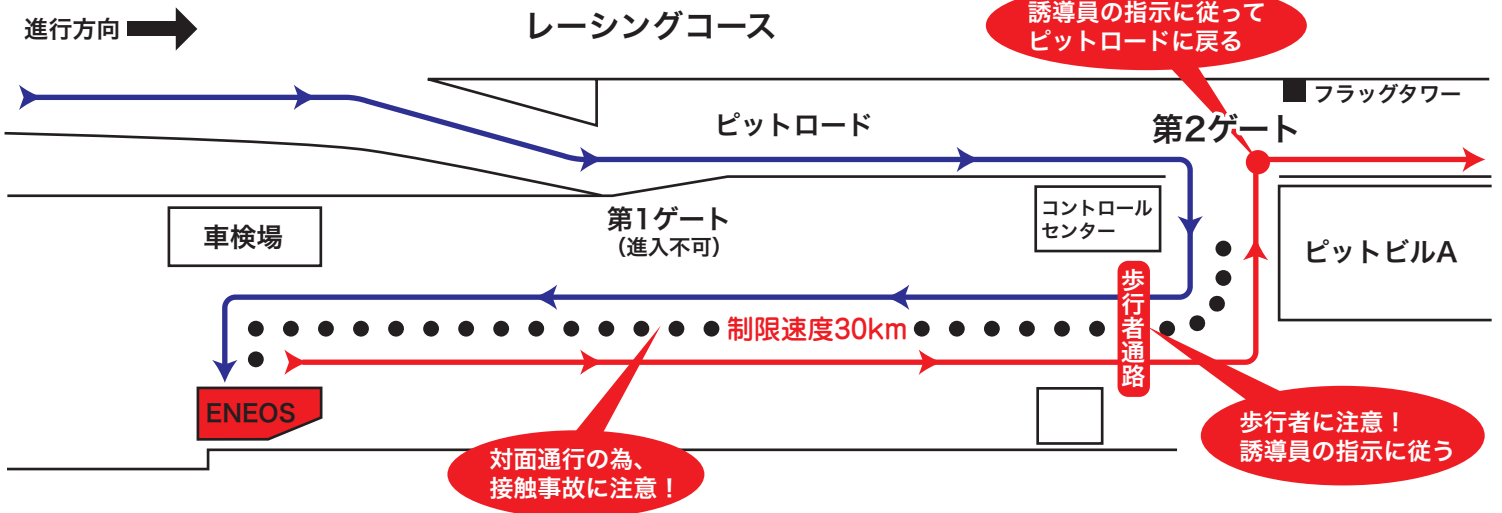 進行方向
レーシングコース
誘導員の指示に従って
ピットロードに戻る
フラッグタワー
ピットロード
第2ゲート
車検場
第1ゲート
(進入不可)
コントロール
センター
ピットビルA
歩行者通路
制限速度30km
ENEOS
対面通行の為、
接触事故に注意！
歩行者に注意！
誘導員の指示に従う